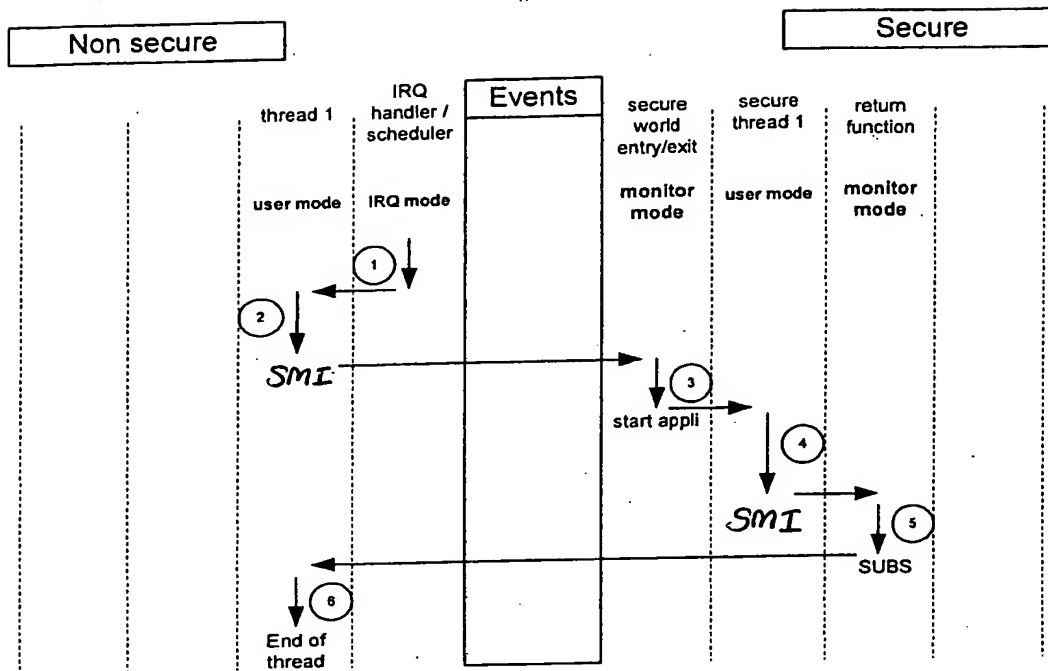 Non secure
Secure
Events
thread 1
IRQ
handler /
scheduler
secure
world
entry/exit
secure
thread 1
return
function
user mode
IRQ mode
monitor
mode
user mode
monitor
mode
1
2
SMI
3
start appli
4
SMI
5
SUBS
6
End of
thread